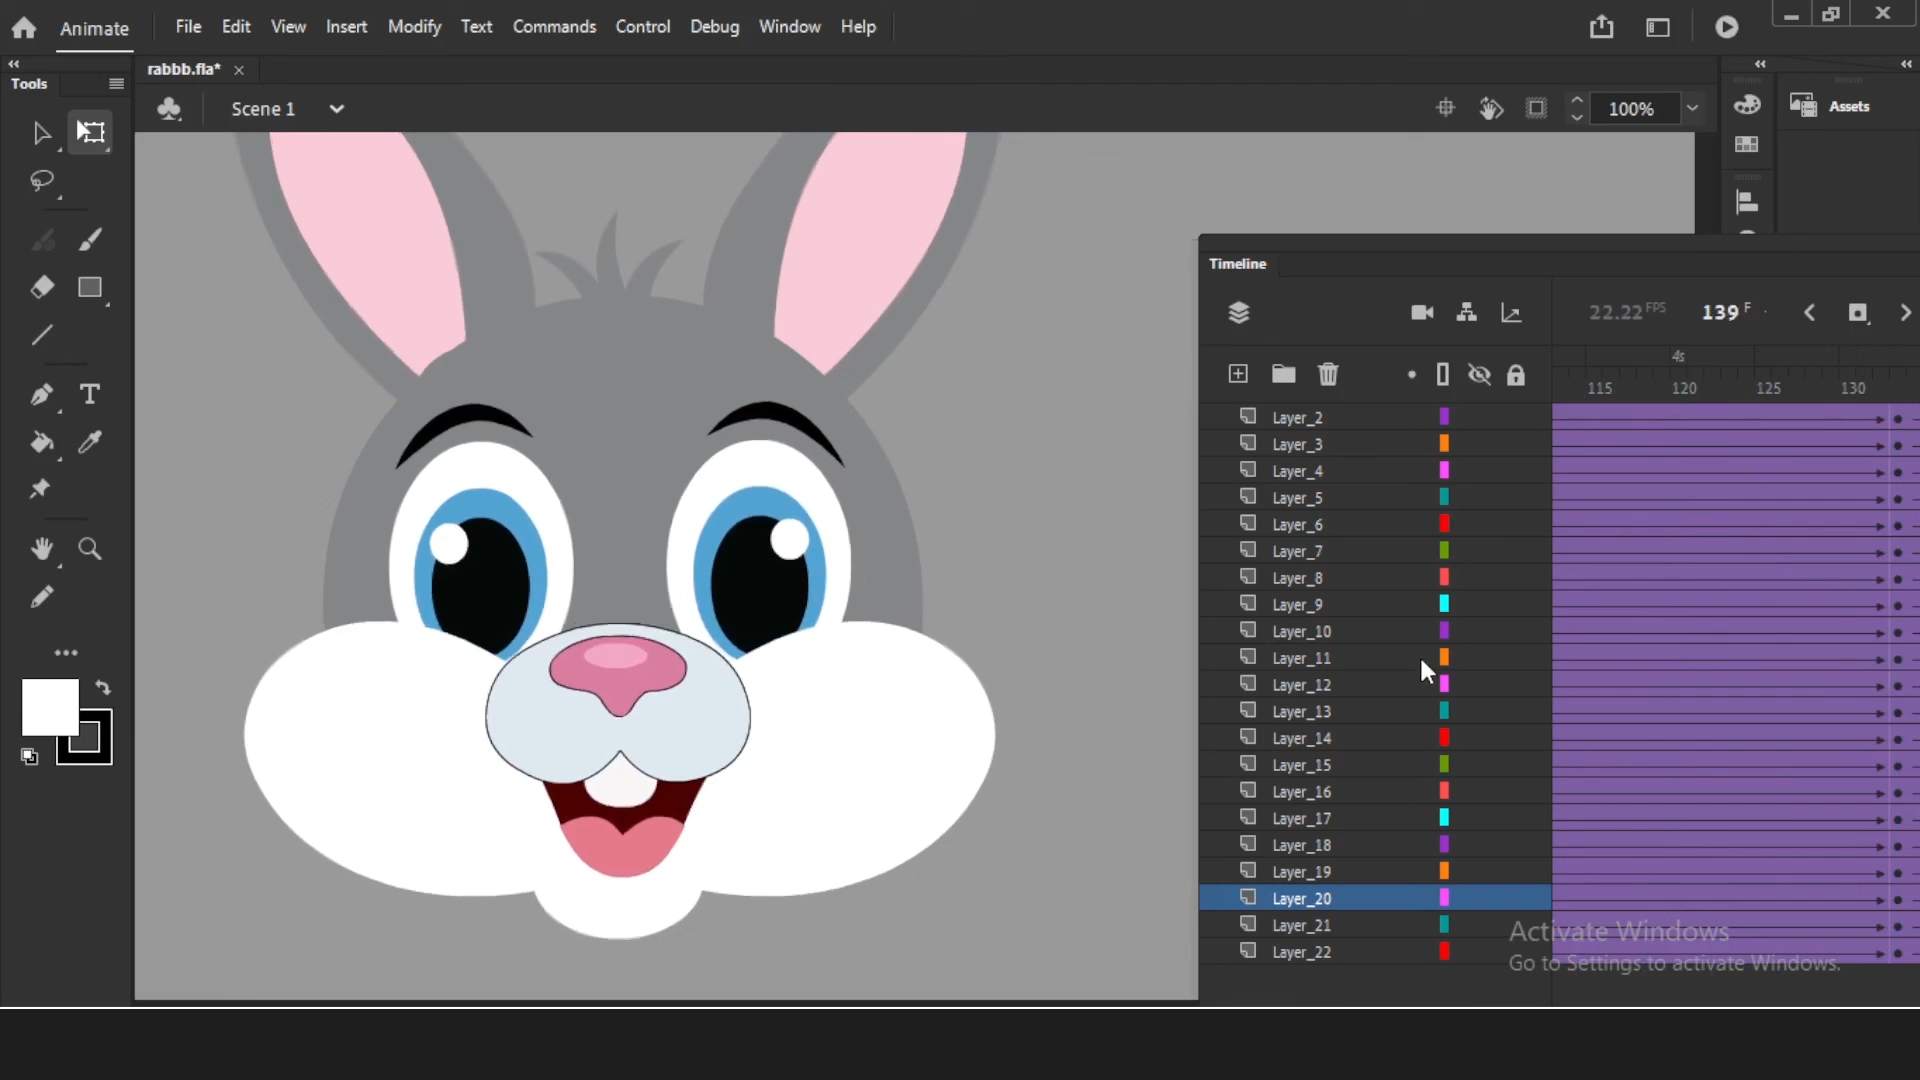 Animate File Edit View Insert Modify Text Commands Control Debug Window Help
Tools
rabbb.fla*
Scene 1
100%
Assets
Timeline
22.22 FPS 139 F
4s
115 120 125 130
Layer_2
Layer_3
Layer_4
Layer_5
Layer_6
Layer_7
Layer_8
Layer_9
Layer_10
Layer_11
Layer_12
Layer_13
Layer_14
Layer_15
Layer_16
Layer_17
Layer_18
Layer_19
Layer_20
Layer_21
Layer_22
Activate Windows
Go to Settings to activate Windows.